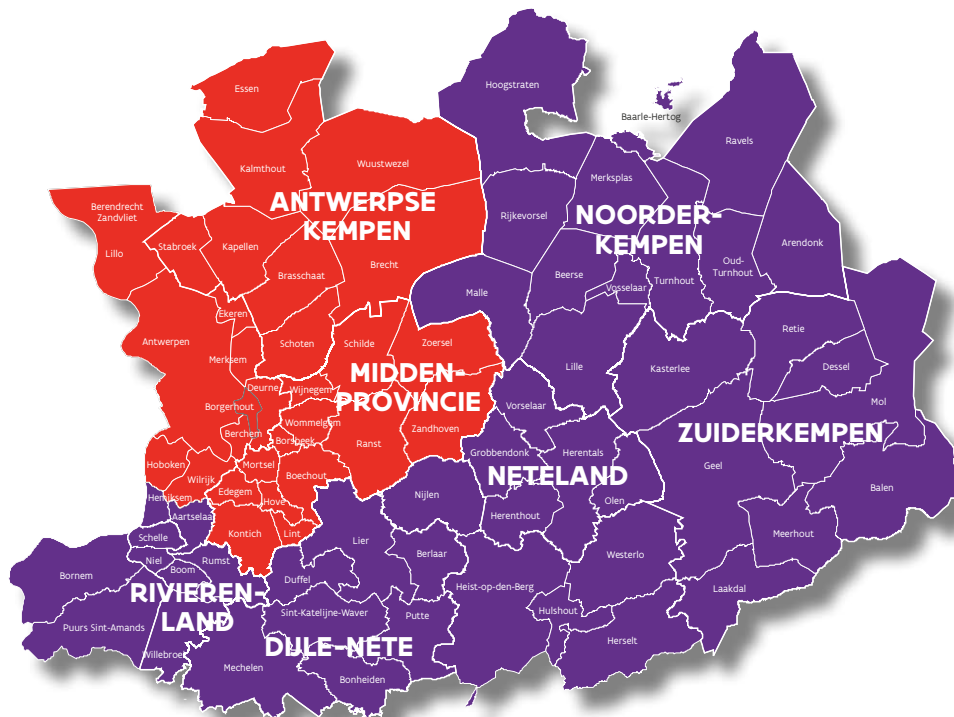 Essen
Hoogstraten
Baarle-Hertog
Ravels
Kalmthout
Wuustwezel
Merksplas
ANTWERPSE
KEMPEN
Berendrecht
Zandvliet
Lillo
Stabroek
Kapellen
Brasschaat
Brecht
Rijkevorsel
NOORDER-
KEMPEN
Arendonk
Oud-
Turnhout
Beerse
Vosselaar
Turnhout
Malle
Ekeren
Antwerpen
Merksem
Schoten
Schilde
Zoersel
Lille
Kasterlee
Retie
Dessel
Mol
MIDDEN-
PROVINCIE
Deurne
Wijnegem
Borgerhout
Wommelgem
Berchem
Borsbeek
Ranst
Zandhoven
Vorselaar
ZUIDERKEMPEN
Grobbendonk
Herentals
NETELAND
Geel
Hoboken
Wilrijk
Mortsel
Edegem
Boechout
Hove
Hemiksem
Aartselaar
Nijlen
Olen
Balen
Herenthout
Schelle
Kontich
Lint
Lier
Meerhout
Niel
Boom
Rumst
Berlaar
Westerlo
Bornem
RIVIEREN-
LAND
Duffel
Heist-op-den-Berg
Laakdal
Puurs Sint-Amands
Sint-Katelijne-Waver
Putte
Hulshout
Herselt
DIJLE-NETE
Willebroek
Mechelen
Bonheiden